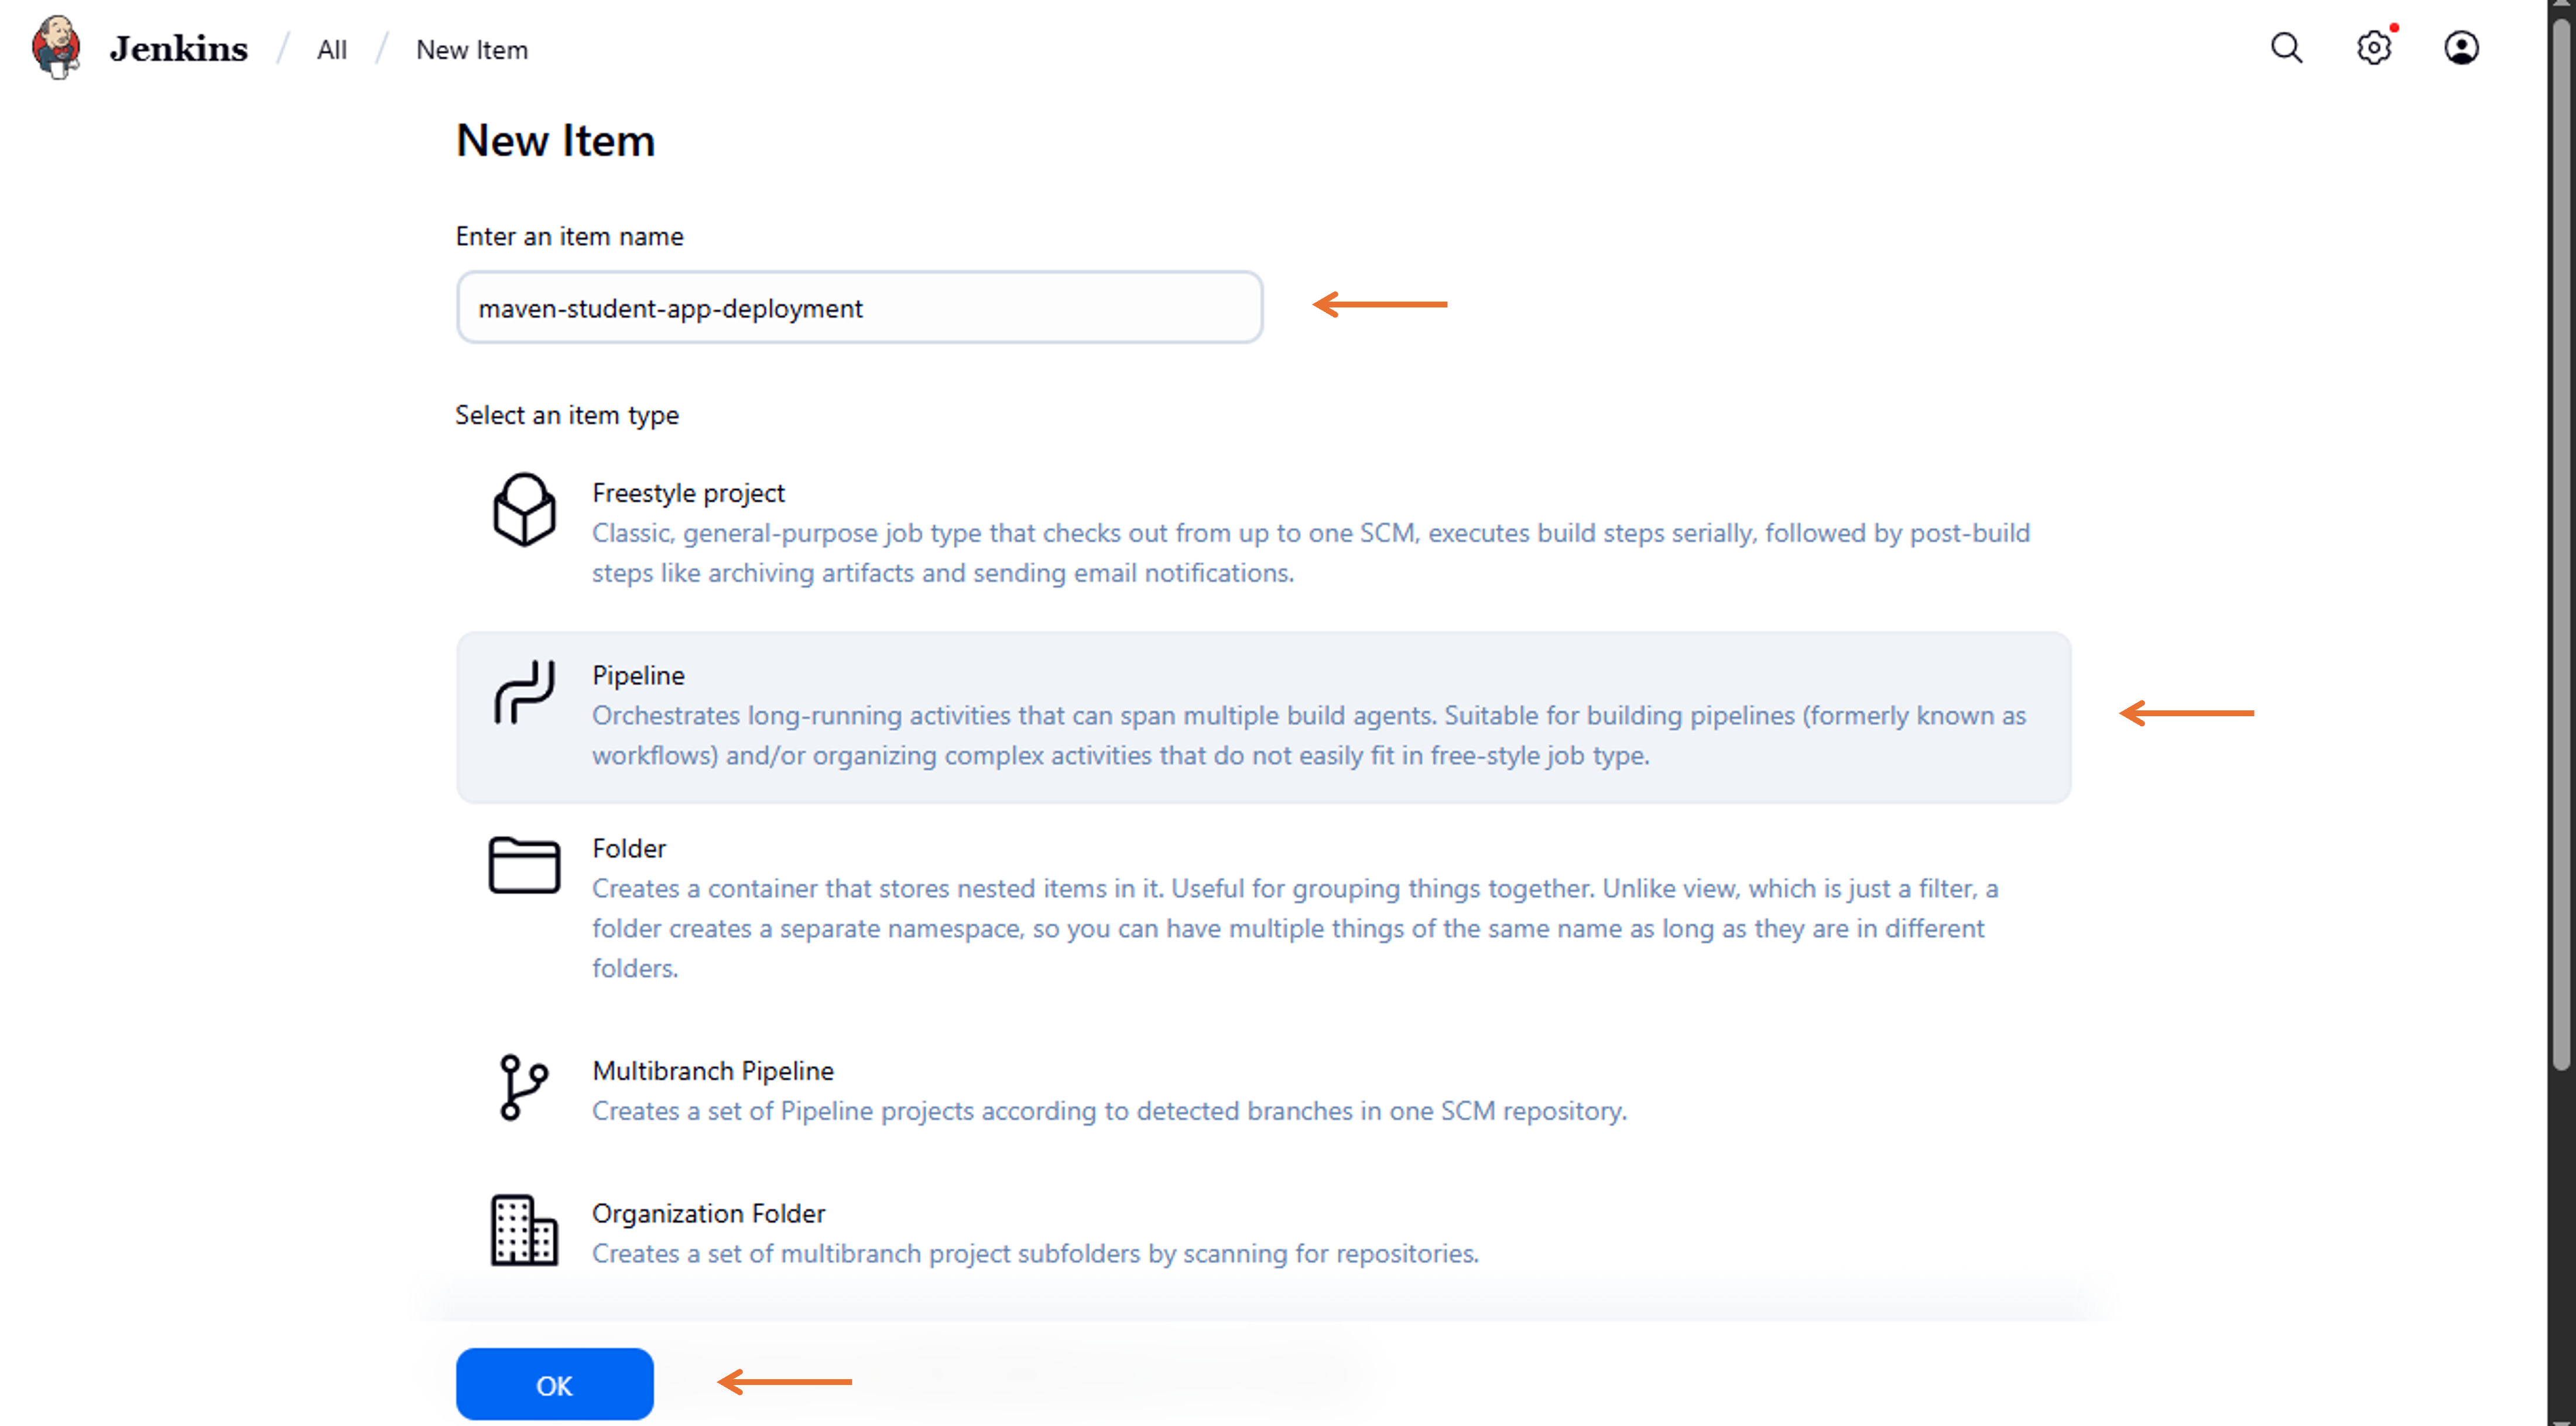 Jenkins / All / New Item
New Item
Enter an item name
maven-student-app-deployment
Select an item type
Freestyle project
Classic, general-purpose job type that checks out from up to one SCM, executes build steps serially, followed by post-build
steps like archiving artifacts and sending email notifications.
Pipeline
Orchestrates long-running activities that can span multiple build agents. Suitable for building pipelines (formerly known as
workflows) and/or organizing complex activities that do not easily fit in free-style job type.
Folder
Creates a container that stores nested items in it. Useful for grouping things together. Unlike view, which is just a filter, a
folder creates a separate namespace, so you can have multiple things of the same name as long as they are in different
folders.
Multibranch Pipeline
Creates a set of Pipeline projects according to detected branches in one SCM repository.
Organization Folder
Creates a set of multibranch project subfolders by scanning for repositories.
OK